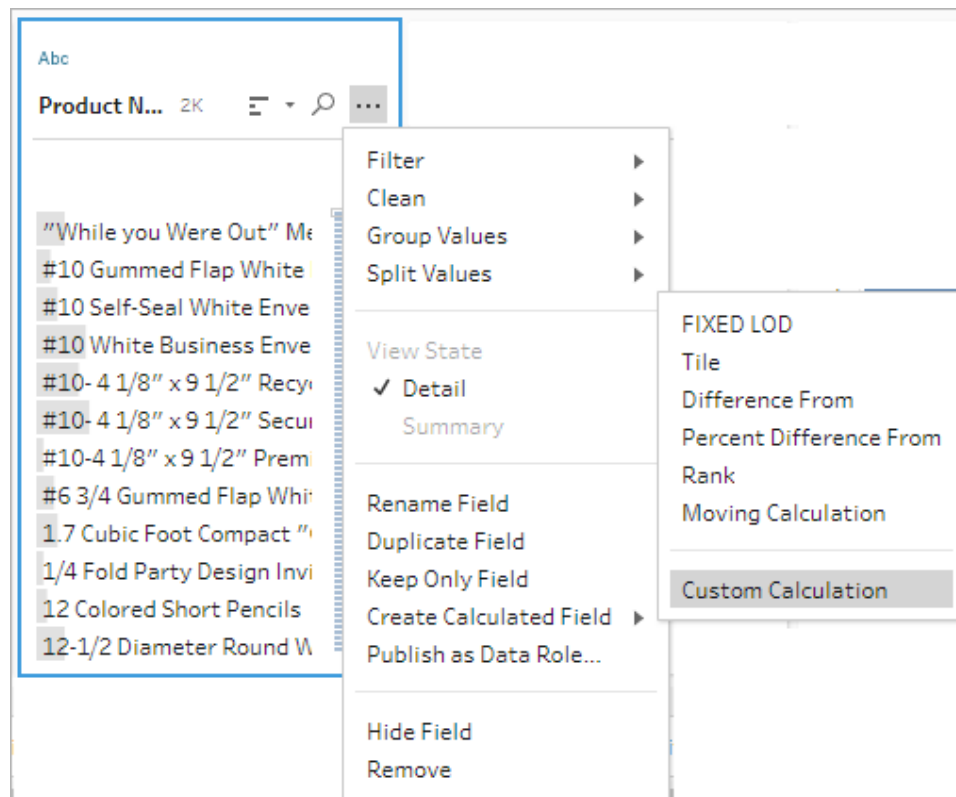 Abc
Product N... 2K
"While you Were Out" Me
#10 Gummed Flap White
#10 Self-Seal White Enve
#10 White Business Enve
#10- 4 1/8" x 9 1/2" Recy
#10- 4 1/8" x 9 1/2" Secur
#10-4 1/8" x 9 1/2" Premi
#6 3/4 Gummed Flap Whit
1.7 Cubic Foot Compact "
1/4 Fold Party Design Invi
12 Colored Short Pencils
12-1/2 Diameter Round W
Filter
Clean
Group Values
Split Values
View State
Detail
Summary
Rename Field
Duplicate Field
Keep Only Field
Create Calculated Field
Publish as Data Role...
Hide Field
Remove
FIXED LOD
Tile
Difference From
Percent Difference From
Rank
Moving Calculation
Custom Calculation